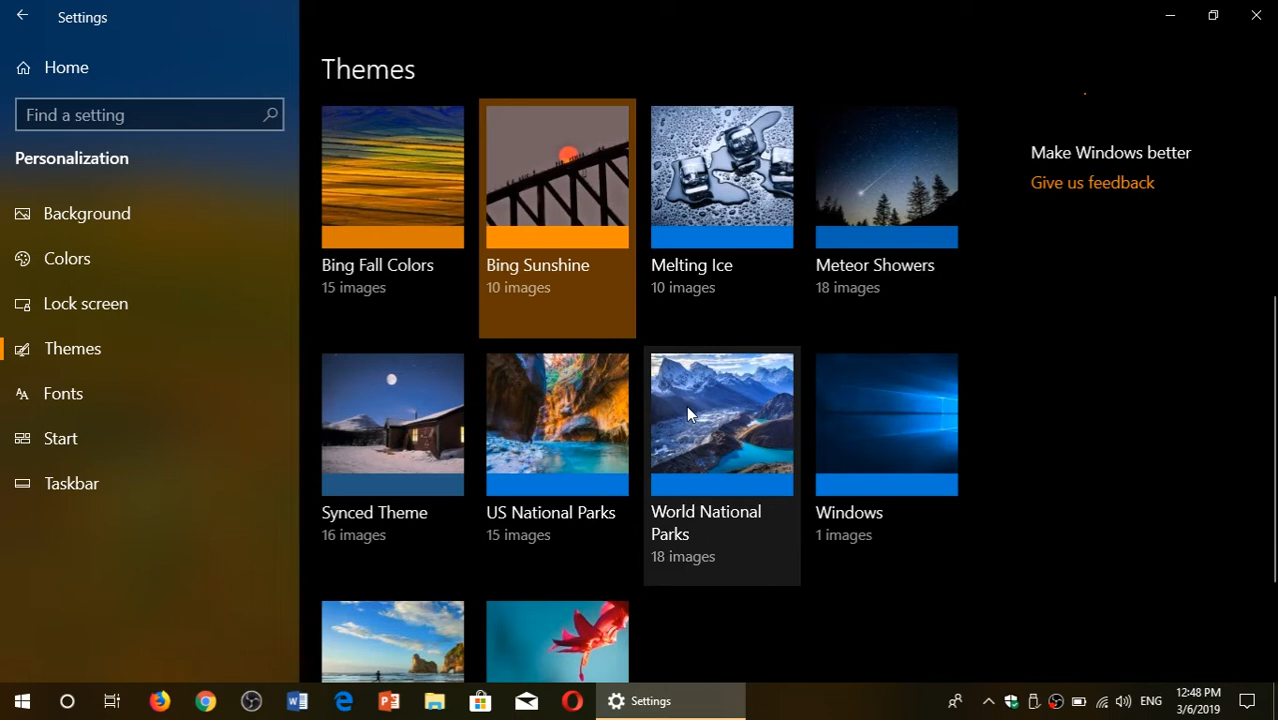 Settings
Home
Find a setting
Personalization
Background
Colors
Lock screen
Themes
Fonts
Start
Taskbar
Themes
Bing Fall Colors
15 images
Bing Sunshine
10 images
Melting Ice
10 images
Meteor Showers
18 images
Synced Theme
16 images
US National Parks
15 images
World National
Parks
18 images
Windows
1 images
Make Windows better
Give us feedback
Settings
ENG
12:48 PM
3/6/2019